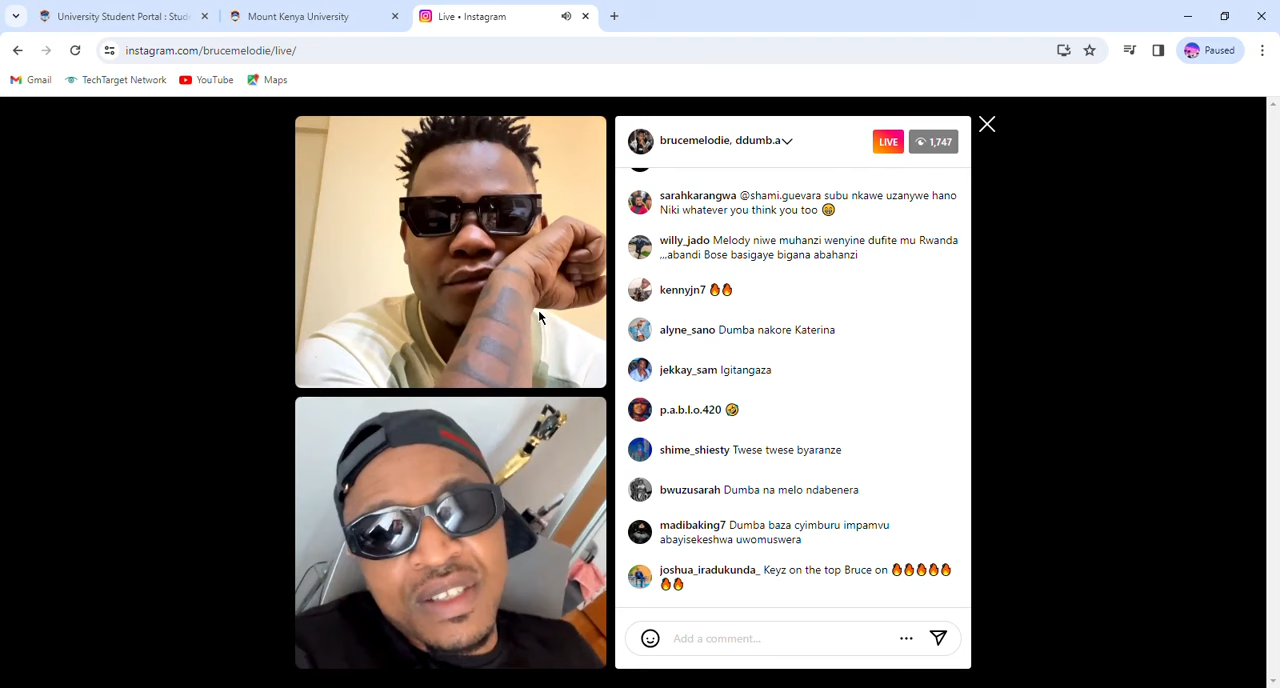 University Student Portal : Stude
Mount Kenya University
Live • Instagram
instagram.com/brucemelodie/live/
Paused
Gmail
TechTarget Network
YouTube
Maps
brucemelodie, ddumb.a
LIVE
1,747
sarahkarangwa @shami.guevara subu nkawe uzanywe hano
Niki whatever you think you too 😁
willy_jado Melody niwe muhanzi wenyine dufite mu Rwanda
,,,abandi Bose basigaye bigana abahanzi
kennyjn7 🔥🔥
alyne_sano Dumba nakore Katerina
jekkay_sam Igitangaza
p.a.b.l.o.420 🤣
shime_shiesty Twese twese byaranze
bwuzusarah Dumba na melo ndabenera
madibaking7 Dumba baza cyimburu impamvu
abayisekeshwa uwomuswera
joshua_iradukunda_ Keyz on the top Bruce on 🔥🔥🔥🔥🔥
🔥🔥
Add a comment...